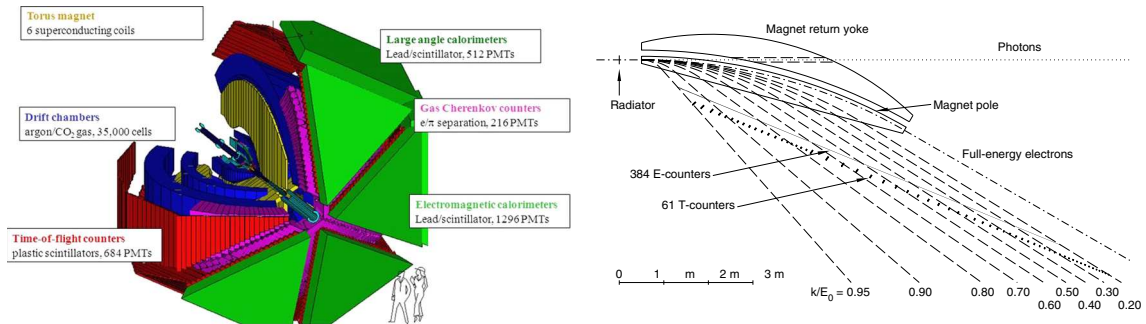 Torus magnet
6 superconducting coils
Large angle calorimeters
Lead/scintillator, 512 PMTs
Drift chambers
argon/CO2 gas, 35,000 cells
Gas Cherenkov counters
e/π separation, 216 PMTs
Electromagnetic calorimeters
Lead/scintillator, 1296 PMTs
Time-of-flight counters
plastic scintillators, 684 PMTs
Magnet return yoke
Photons
Radiator
Magnet pole
Full-energy electrons
384 E-counters
61 T-counters
0 1 m 2 m 3 m
k/E0 = 0.95 0.90 0.80 0.70 0.60 0.50 0.40 0.30 0.20